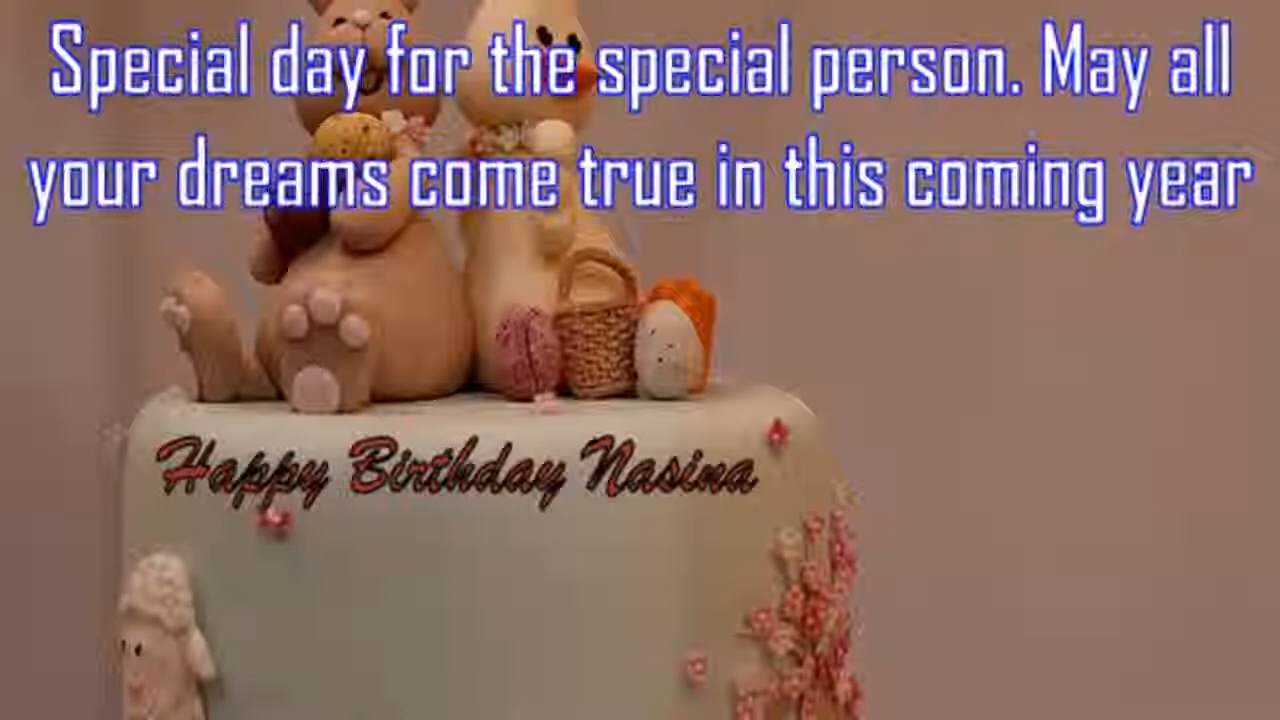 Special day for the special person. May all
your dreams come true in this coming year
Happy Birthday Nasina